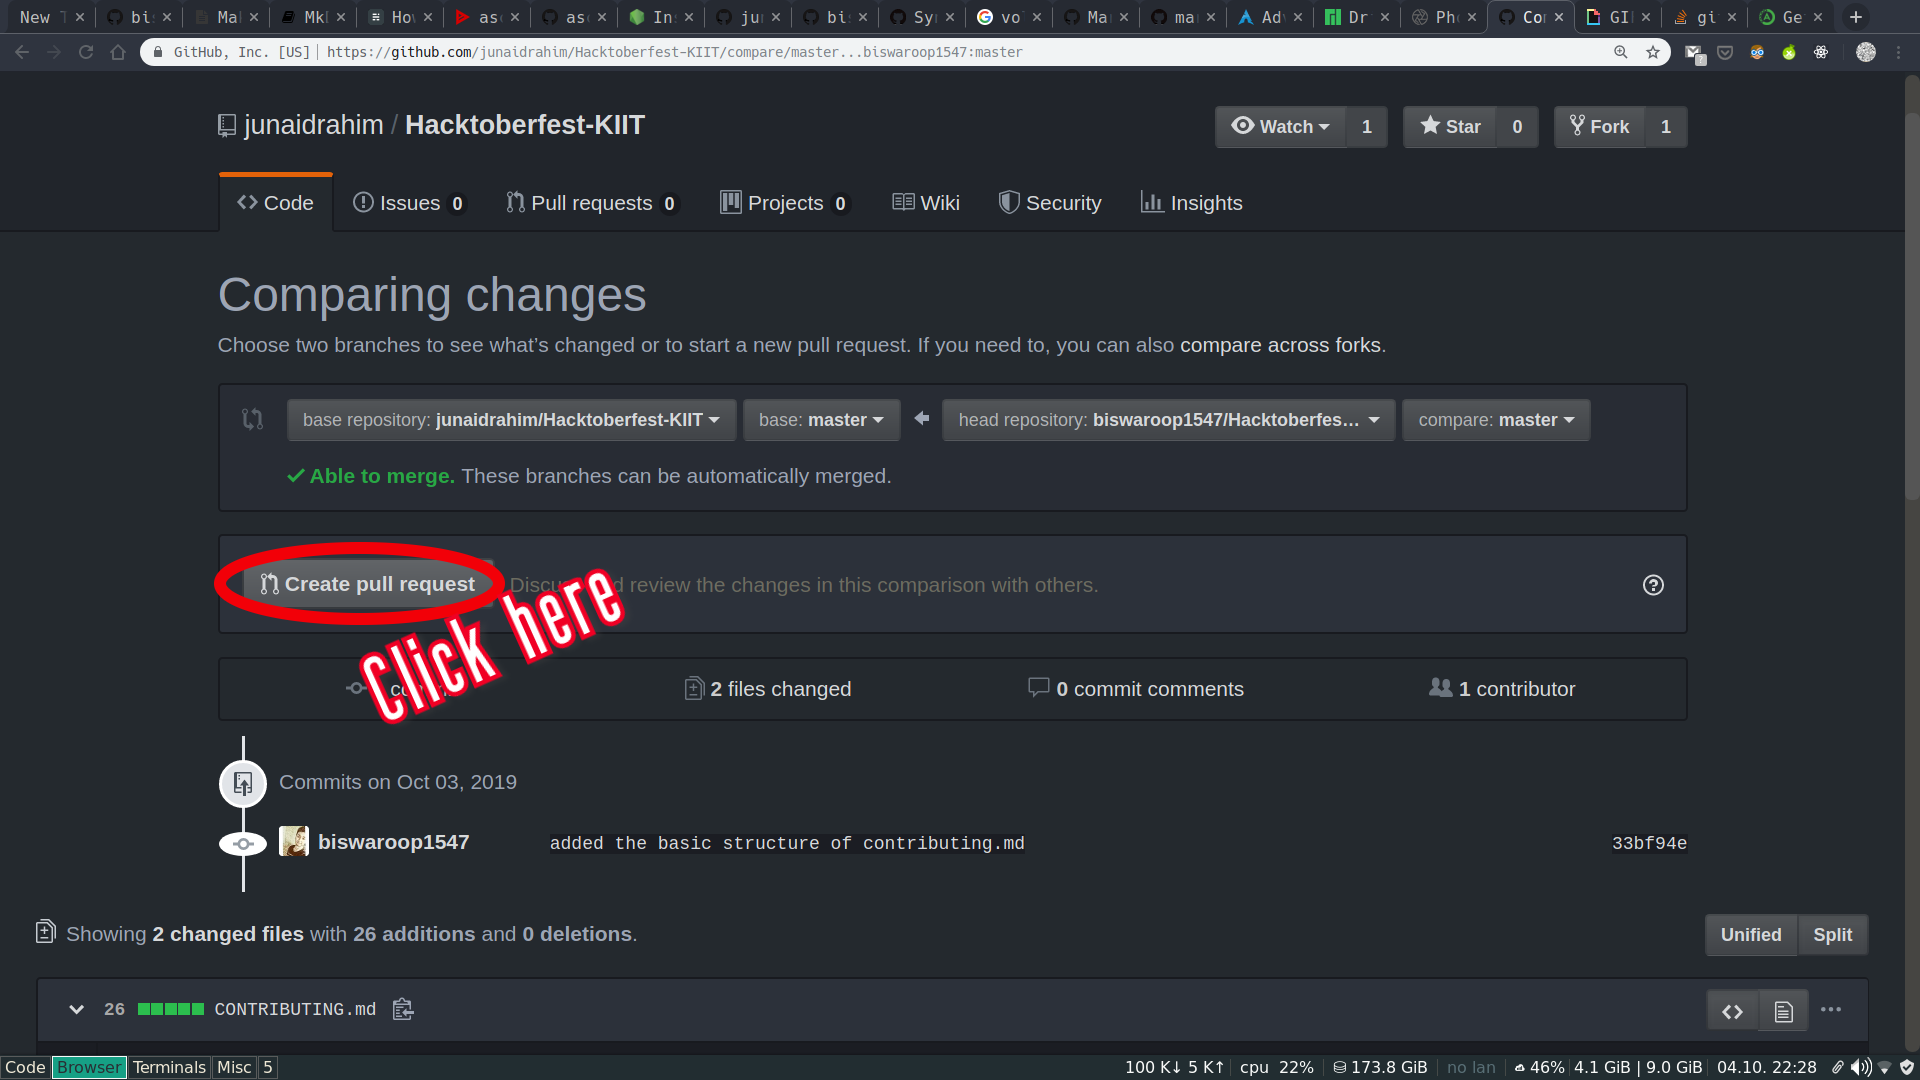 New T
bi
Ma
Mk
Ho
as
as
In
ju
bi
Sy
vo
Ma
ma
Ad
Dr
Ph
Co
GI
gi
Ge
GitHub, Inc. [US] | https://github.com/junaidrahim/Hacktoberfest-KIIT/compare/master...biswaroop1547:master
junaidrahim / Hacktoberfest-KIIT
Watch 1 Star 0 Fork 1
Code Issues 0 Pull requests 0 Projects 0 Wiki Security Insights
Comparing changes
Choose two branches to see what's changed or to start a new pull request. If you need to, you can also compare across forks.
base repository: junaidrahim/Hacktoberfest-KIIT base: master head repository: biswaroop1547/Hacktoberfes... compare: master
Able to merge. These branches can be automatically merged.
Create pull request review the changes in this comparison with others.
Click here
2 files changed 0 commit comments 1 contributor
Commits on Oct 03, 2019
biswaroop1547 added the basic structure of contributing.md 33bf94e
Showing 2 changed files with 26 additions and 0 deletions.
Unified Split
26 CONTRIBUTING.md
Code Browser Terminals Misc 5
100 K↓ 5 K↑ cpu 22% 173.8 GiB no lan 46% 4.1 GiB | 9.0 GiB 04.10. 22:28